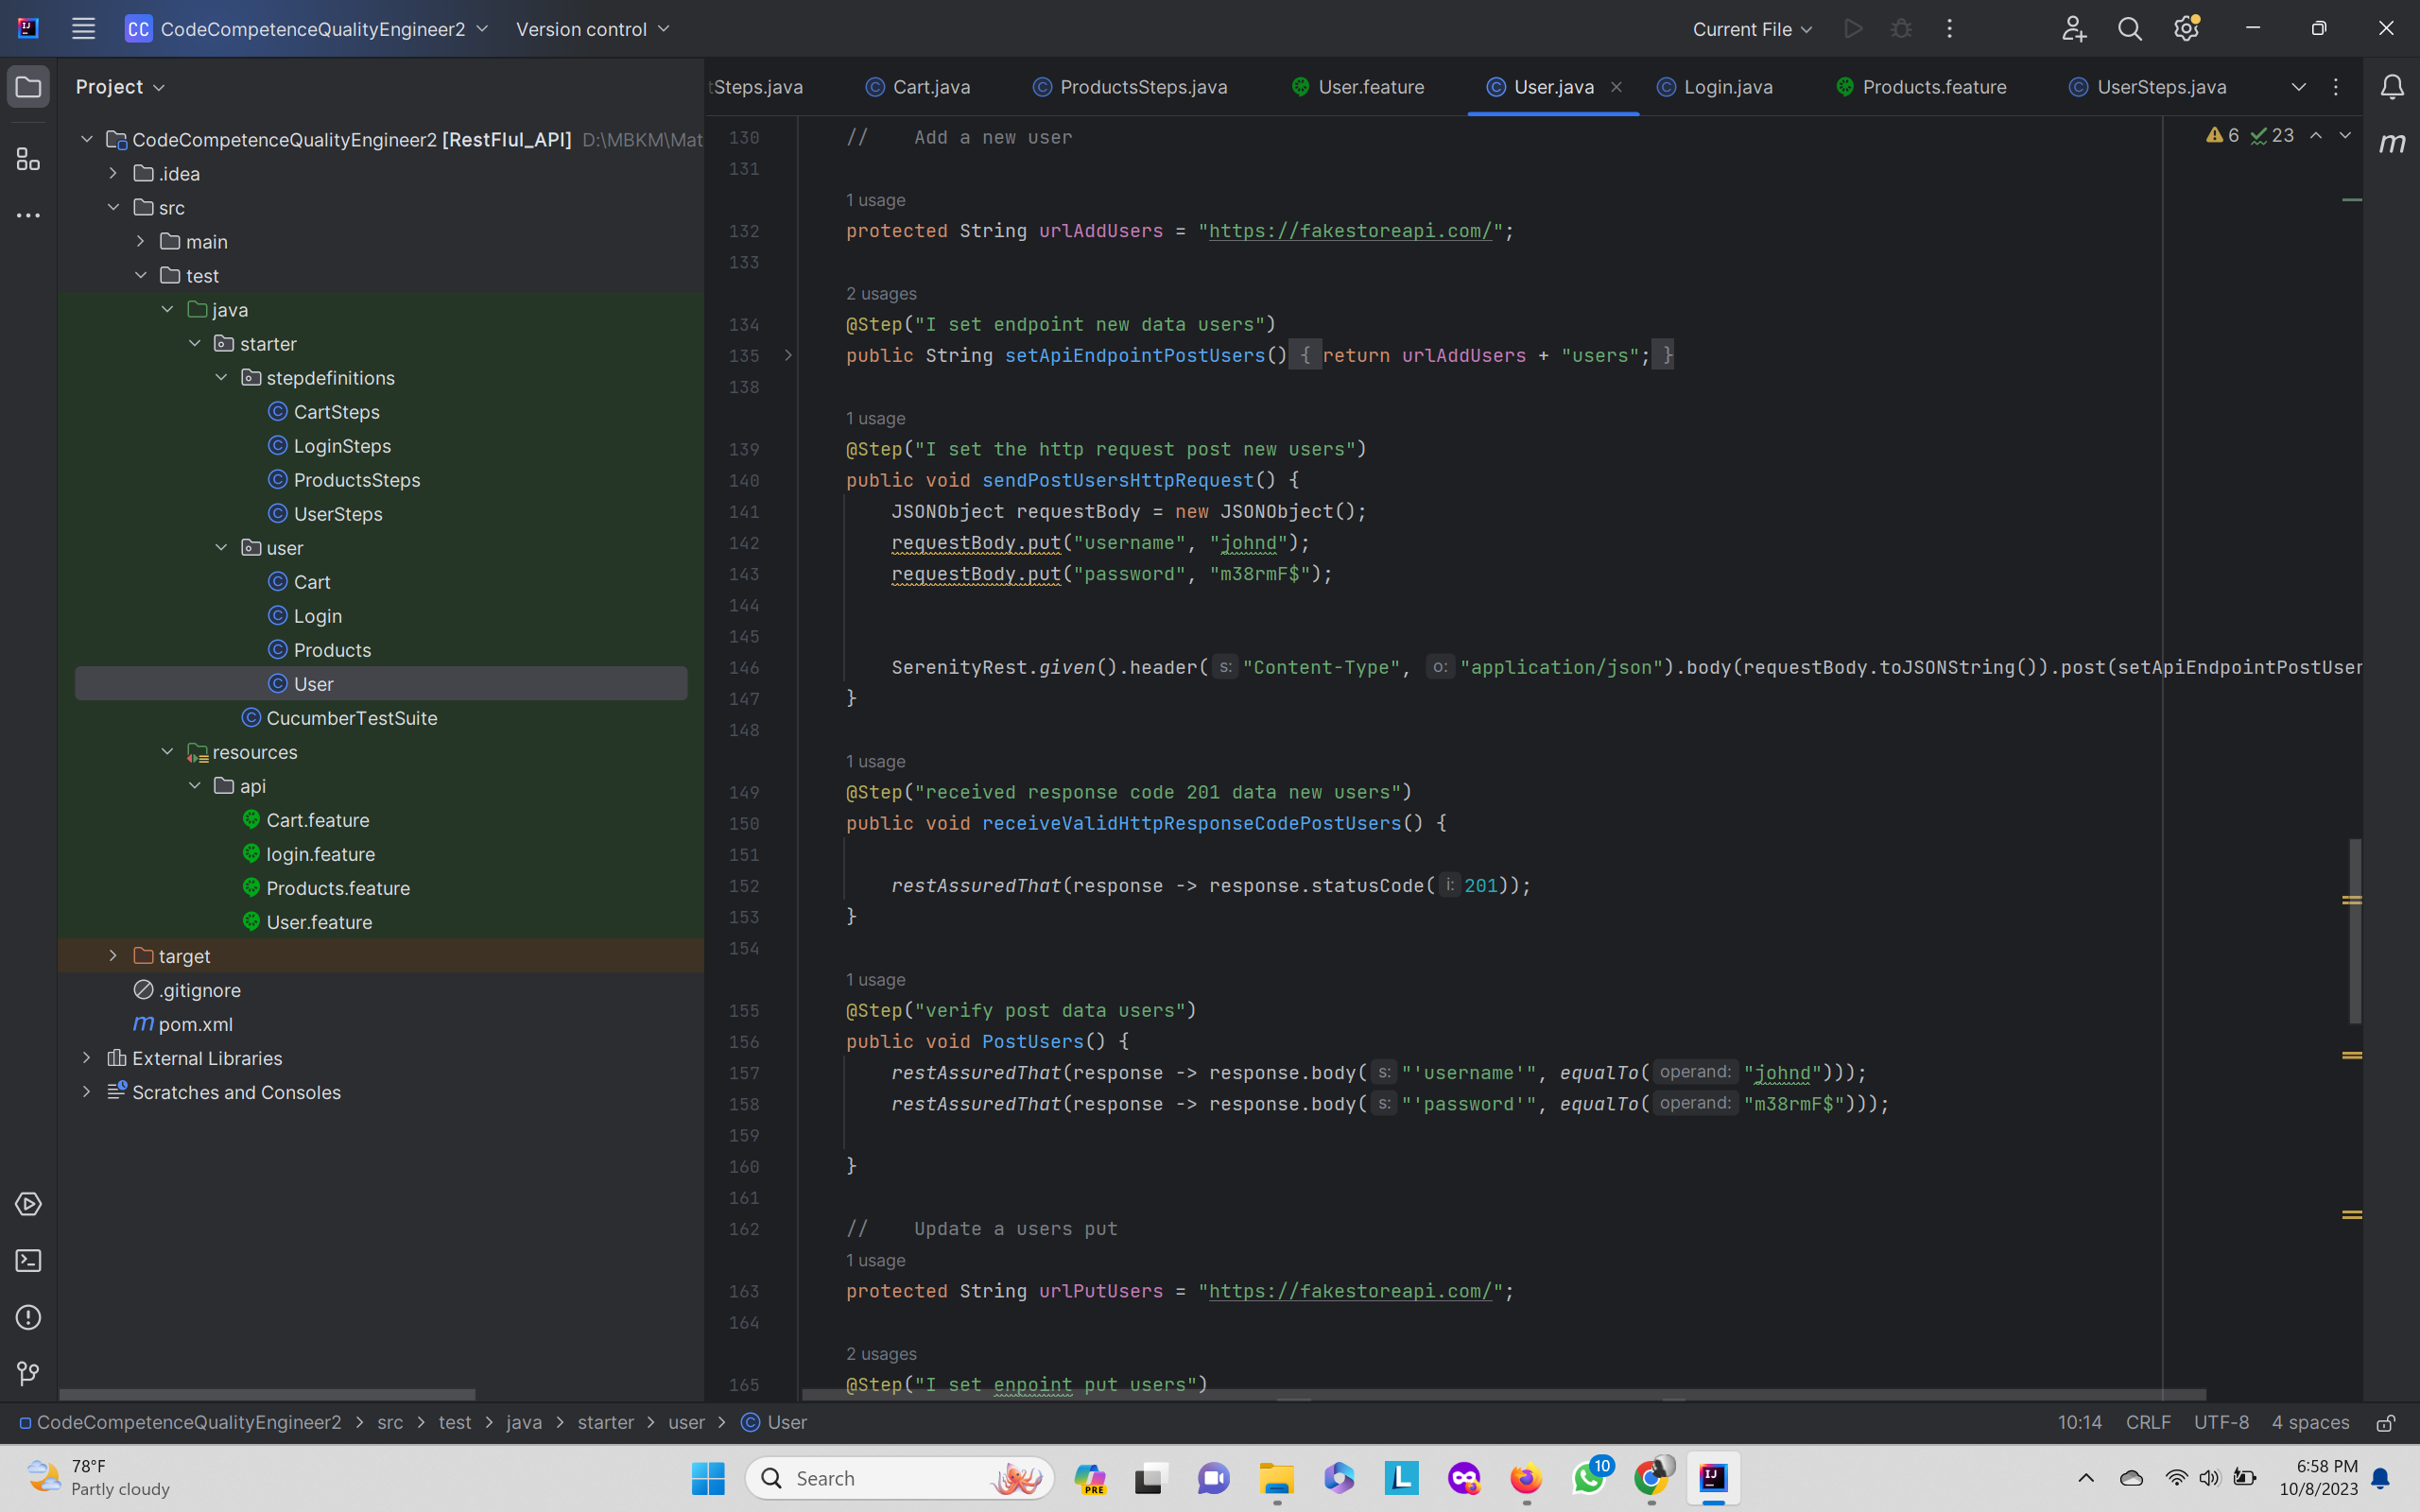 CC CodeCompetenceQualityEngineer2 Version control Current File
Project
tSteps.java Cart.java ProductsSteps.java User.feature User.java Login.java Products.feature UserSteps.java
CodeCompetenceQualityEngineer2 [RestFlul_API] D:\MBKM\Mat
.idea
src
main
test
java
starter
stepdefinitions
CartSteps
LoginSteps
ProductsSteps
UserSteps
user
Cart
Login
Products
User
CucumberTestSuite
resources
api
Cart.feature
login.feature
Products.feature
User.feature
target
.gitignore
m pom.xml
External Libraries
Scratches and Consoles
6 23
m
130 // Add a new user
131
1 usage
132 protected String urlAddUsers = "https://fakestoreapi.com/";
133
2 usages
134 @Step("I set endpoint new data users")
135 public String setApiEndpointPostUsers() { return urlAddUsers + "users"; }
138
1 usage
139 @Step("I set the http request post new users")
140 public void sendPostUsersHttpRequest() {
141 JSONObject requestBody = new JSONObject();
142 requestBody.put("username", "johnd");
143 requestBody.put("password", "m38rmF$");
144
145
146 SerenityRest.given().header( s: "Content-Type", o: "application/json").body(requestBody.toJSONString()).post(setApiEndpointPostUser
147 }
148
1 usage
149 @Step("received response code 201 data new users")
150 public void receiveValidHttpResponseCodePostUsers() {
151
152 restAssuredThat(response -> response.statusCode( i: 201));
153 }
154
1 usage
155 @Step("verify post data users")
156 public void PostUsers() {
157 restAssuredThat(response -> response.body( s: "'username'", equalTo( operand: "johnd")));
158 restAssuredThat(response -> response.body( s: "'password'", equalTo( operand: "m38rmF$")));
159
160 }
161
162 // Update a users put
1 usage
163 protected String urlPutUsers = "https://fakestoreapi.com/";
164
2 usages
165 @Step("I set enpoint put users")
CodeCompetenceQualityEngineer2 > src > test > java > starter > user > User 10:14 CRLF UTF-8 4 spaces
78°F
Partly cloudy
Search
PRE
L
10
IJ
6:58 PM
10/8/2023